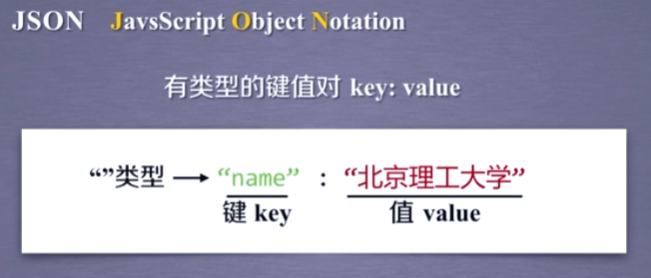 JSON JavsScript Object Notation
有类型的键值对 key: value
“”类型 → “name” : “北京理工大学”
键 key 值 value